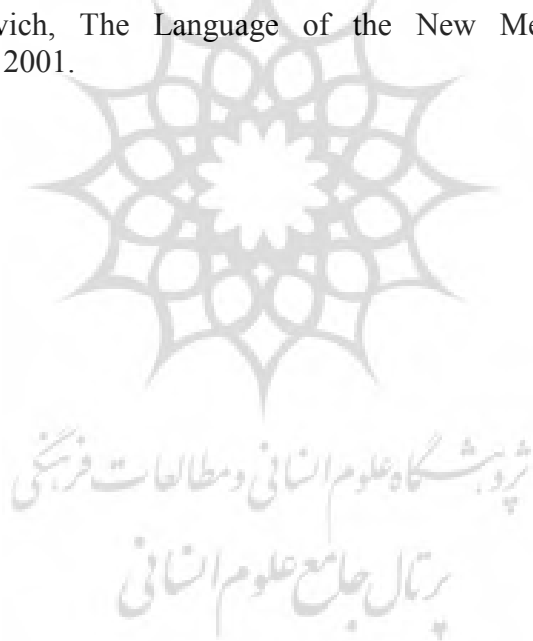 vich, The Language of the New Me
2001.
پژوهشگاه علوم انسانی و مطالعات فرهنگی
پرتال جامع علوم انسانی